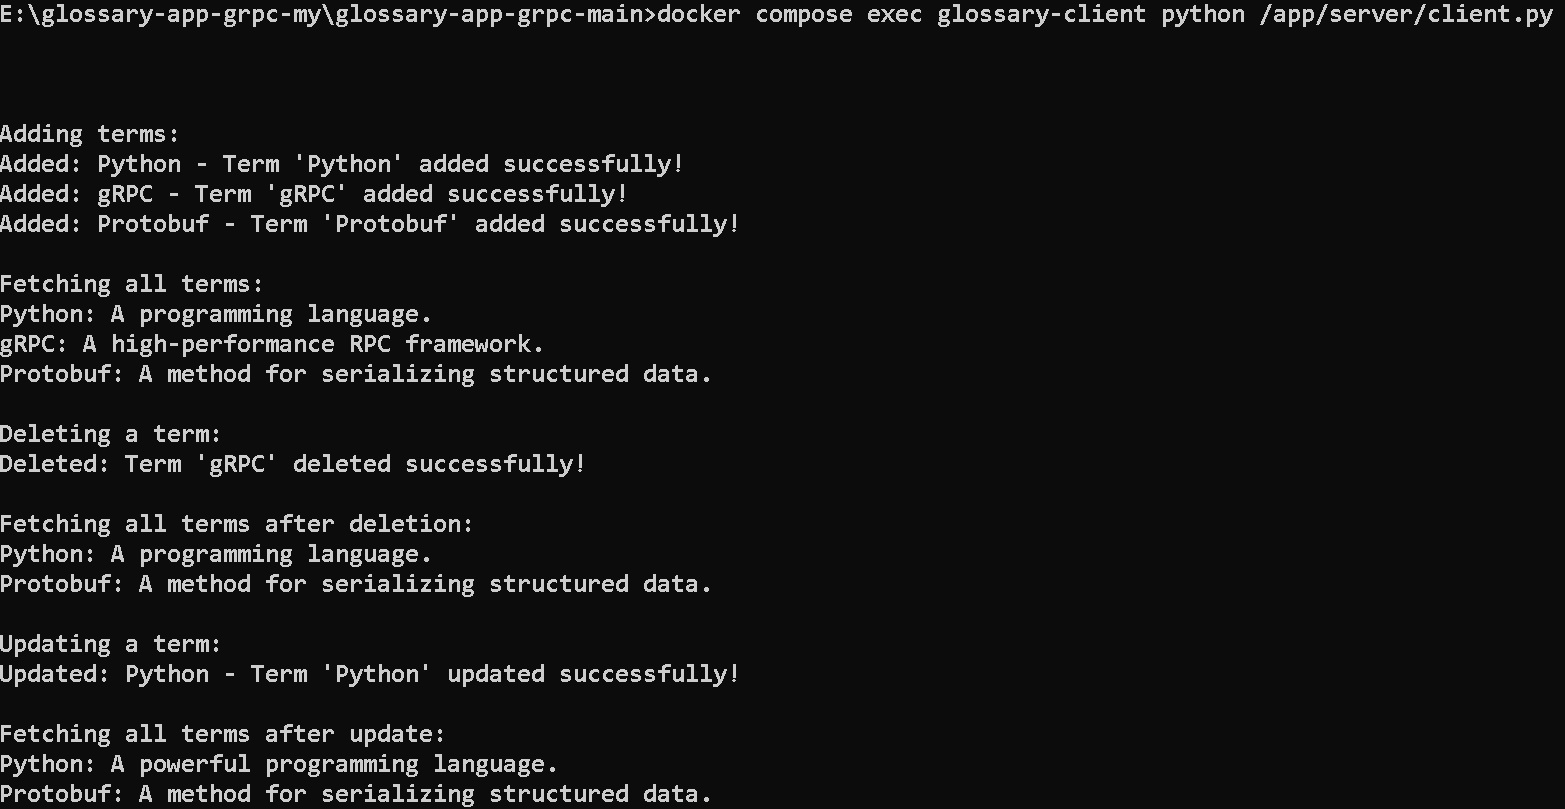 E:\glossary-app-grpc-my\glossary-app-grpc-main>docker compose exec glossary-client python /app/server/client.py
Adding terms:
Added: Python - Term 'Python' added successfully!
Added: gRPC - Term 'gRPC' added successfully!
Added: Protobuf - Term 'Protobuf' added successfully!
Fetching all terms:
Python: A programming language.
gRPC: A high-performance RPC framework.
Protobuf: A method for serializing structured data.
Deleting a term:
Deleted: Term 'gRPC' deleted successfully!
Fetching all terms after deletion:
Python: A programming language.
Protobuf: A method for serializing structured data.
Updating a term:
Updated: Python - Term 'Python' updated successfully!
Fetching all terms after update:
Python: A powerful programming language.
Protobuf: A method for serializing structured data.